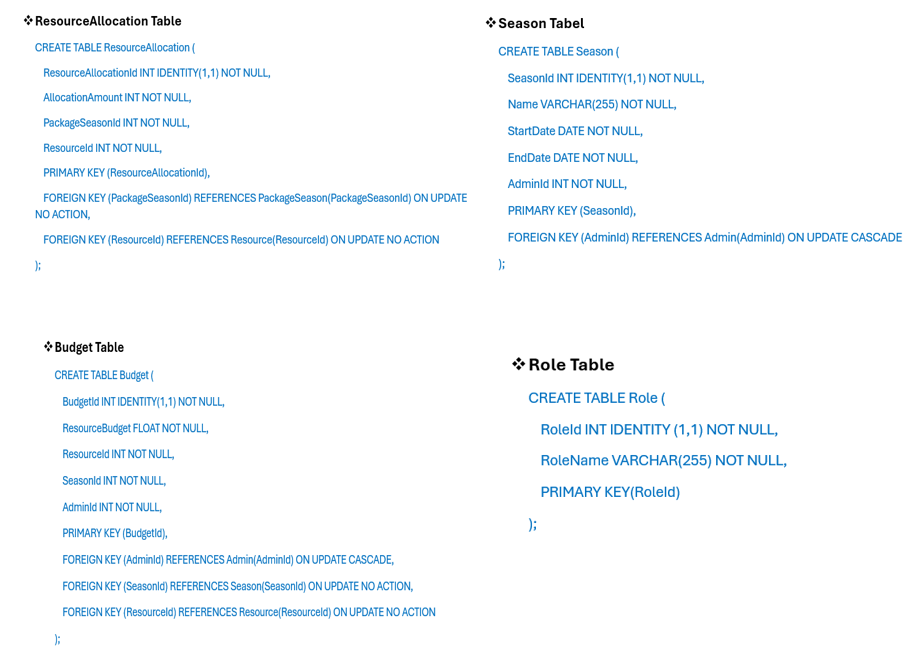 ❖ResourceAllocation Table
CREATE TABLE ResourceAllocation (
ResourceAllocationId INT IDENTITY(1,1) NOT NULL,
AllocationAmount INT NOT NULL,
PackageSeasonId INT NOT NULL,
ResourceId INT NOT NULL,
PRIMARY KEY (ResourceAllocationId),
FOREIGN KEY (PackageSeasonId) REFERENCES PackageSeason(PackageSeasonId) ON UPDATE
NO ACTION,
FOREIGN KEY (ResourceId) REFERENCES Resource(ResourceId) ON UPDATE NO ACTION
);
❖Season Tabel
CREATE TABLE Season (
SeasonId INT IDENTITY(1,1) NOT NULL,
Name VARCHAR(255) NOT NULL,
StartDate DATE NOT NULL,
EndDate DATE NOT NULL,
AdminId INT NOT NULL,
PRIMARY KEY (SeasonId),
FOREIGN KEY (AdminId) REFERENCES Admin(AdminId) ON UPDATE CASCADE
);
❖Budget Table
CREATE TABLE Budget (
BudgetId INT IDENTITY(1,1) NOT NULL,
ResourceBudget FLOAT NOT NULL,
ResourceId INT NOT NULL,
SeasonId INT NOT NULL,
AdminId INT NOT NULL,
PRIMARY KEY (BudgetId),
FOREIGN KEY (AdminId) REFERENCES Admin(AdminId) ON UPDATE CASCADE,
FOREIGN KEY (SeasonId) REFERENCES Season(SeasonId) ON UPDATE NO ACTION,
FOREIGN KEY (ResourceId) REFERENCES Resource(ResourceId) ON UPDATE NO ACTION
);
❖Role Table
CREATE TABLE Role (
RoleId INT IDENTITY (1,1) NOT NULL,
RoleName VARCHAR(255) NOT NULL,
PRIMARY KEY(RoleId)
);